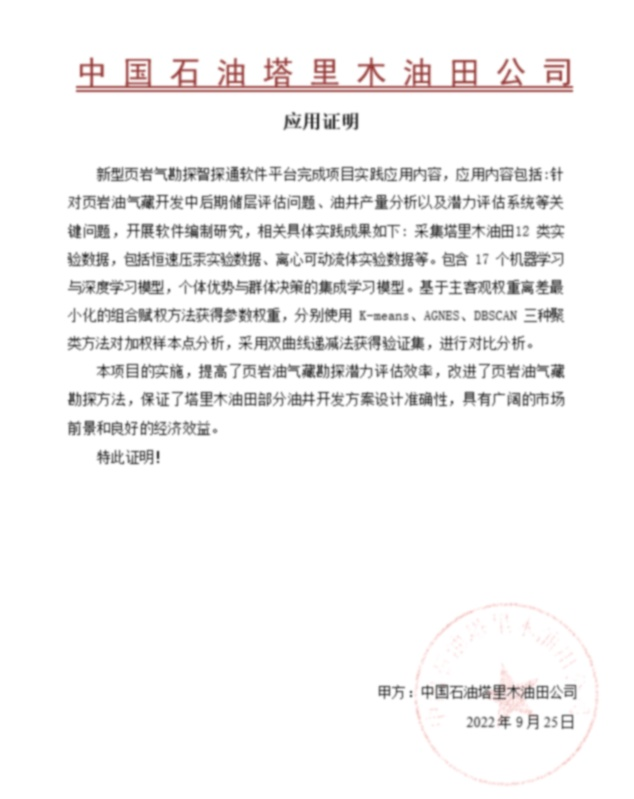 中国石油塔里木油田公司
应用证明
新型页岩气勘探智探通软件平台完成项目实践应用内容，应用内容包括:针
对页岩油气藏开发中后期储层评估问题、油井产量分析以及潜力评估系统等关
键问题，开展软件编制研究，相关具体实践成果如下：采集塔里木油田12 类实
验数据，包括恒速压汞实验数据、离心可动流体实验数据等。包含 17 个机器学习
与深度学习模型，个体优势与群体决策的集成学习模型。基于主客观权重离差最
小化的组合赋权方法获得参数权重，分别使用 K-means、AGNES、DBSCAN 三种聚
类方法对加权样本点分析，采用双曲线递减法获得验证集，进行对比分析。
本项目的实施，提高了页岩油气藏勘探潜力评估效率，改进了页岩油气藏
勘探方法，保证了塔里木油田部分油井开发方案设计准确性，具有广阔的市场
前景和良好的经济效益。
特此证明!
甲方：中国石油塔里木油田公司
2022年9月25日